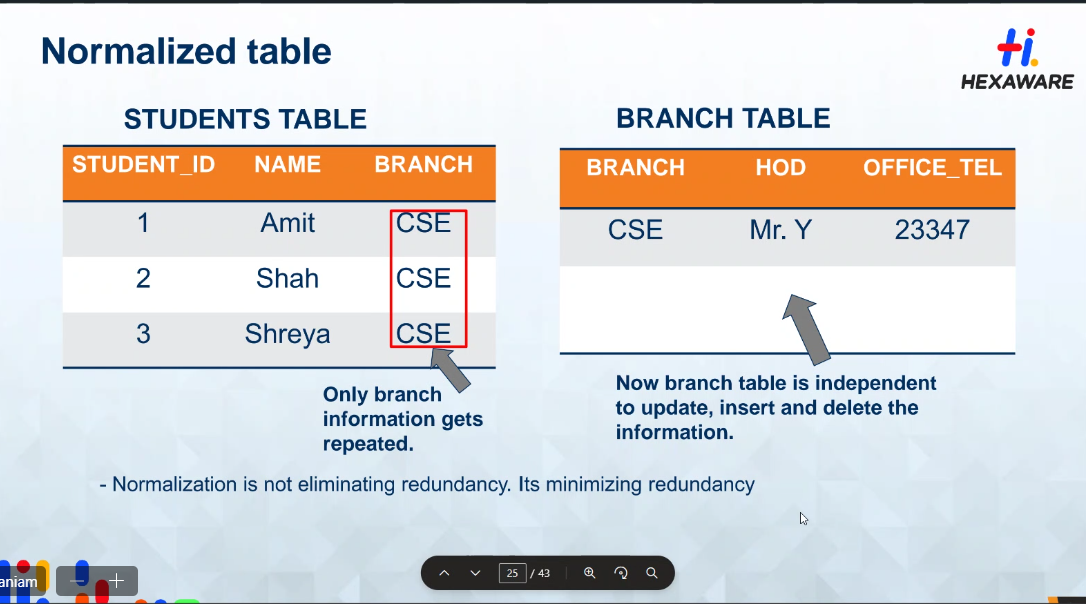 Normalized table
HEXAWARE
STUDENTS TABLE
STUDENT_ID NAME BRANCH
1 Amit CSE
2 Shah CSE
3 Shreya CSE
Only branch
information gets
repeated.
BRANCH TABLE
BRANCH HOD OFFICE_TEL
CSE Mr. Y 23347
Now branch table is independent
to update, insert and delete the
information.
- Normalization is not eliminating redundancy. Its minimizing redundancy
aniam
25 / 43